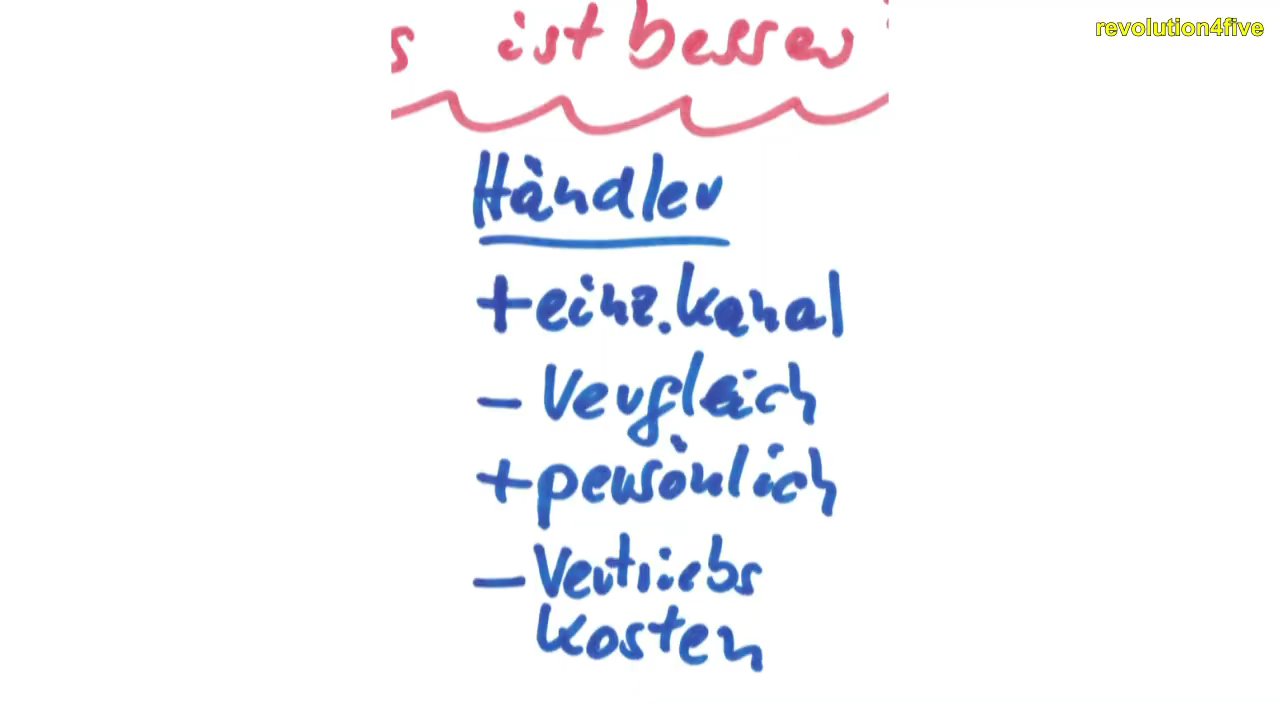 revolution4five
s ist besser
Händler
+ einz. kanal
- Vergleich
+ persönlich
- Vertriebs
kosten